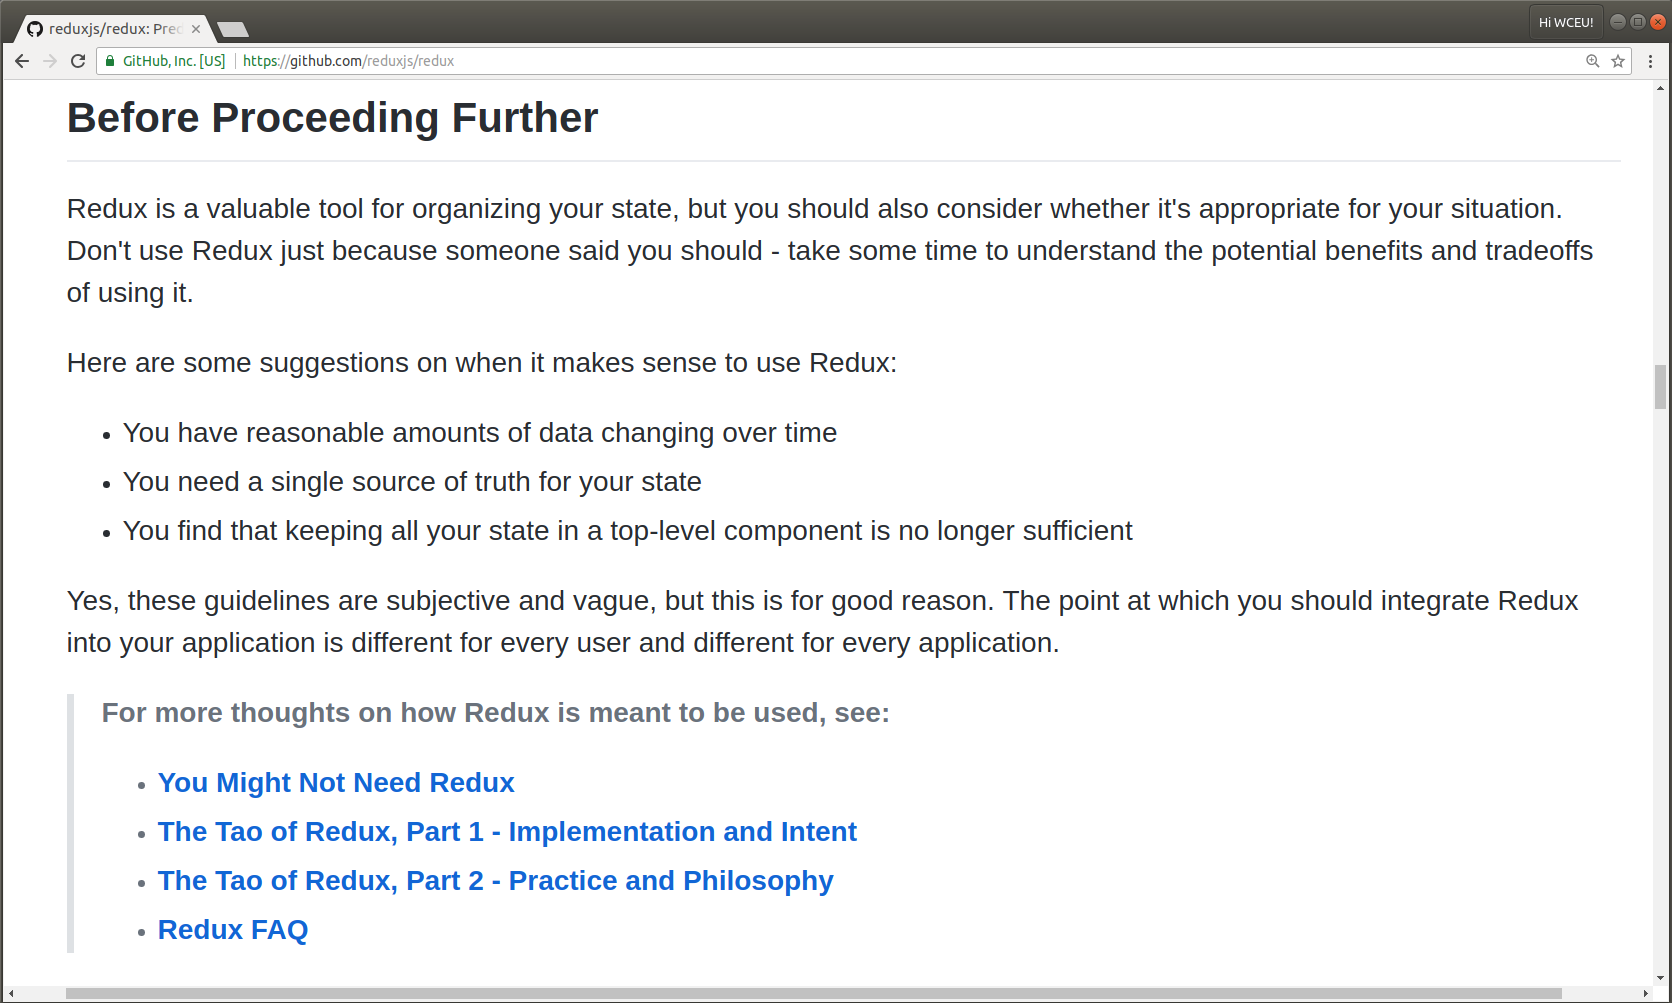 reduxjs/redux: Pred
Hi WCEU!
GitHub, Inc. [US]
https://github.com/reduxjs/redux
Before Proceeding Further
Redux is a valuable tool for organizing your state, but you should also consider whether it's appropriate for your situation.
Don't use Redux just because someone said you should - take some time to understand the potential benefits and tradeoffs
of using it.
Here are some suggestions on when it makes sense to use Redux:
• You have reasonable amounts of data changing over time
• You need a single source of truth for your state
• You find that keeping all your state in a top-level component is no longer sufficient
Yes, these guidelines are subjective and vague, but this is for good reason. The point at which you should integrate Redux
into your application is different for every user and different for every application.
For more thoughts on how Redux is meant to be used, see:
• You Might Not Need Redux
• The Tao of Redux, Part 1 - Implementation and Intent
• The Tao of Redux, Part 2 - Practice and Philosophy
• Redux FAQ